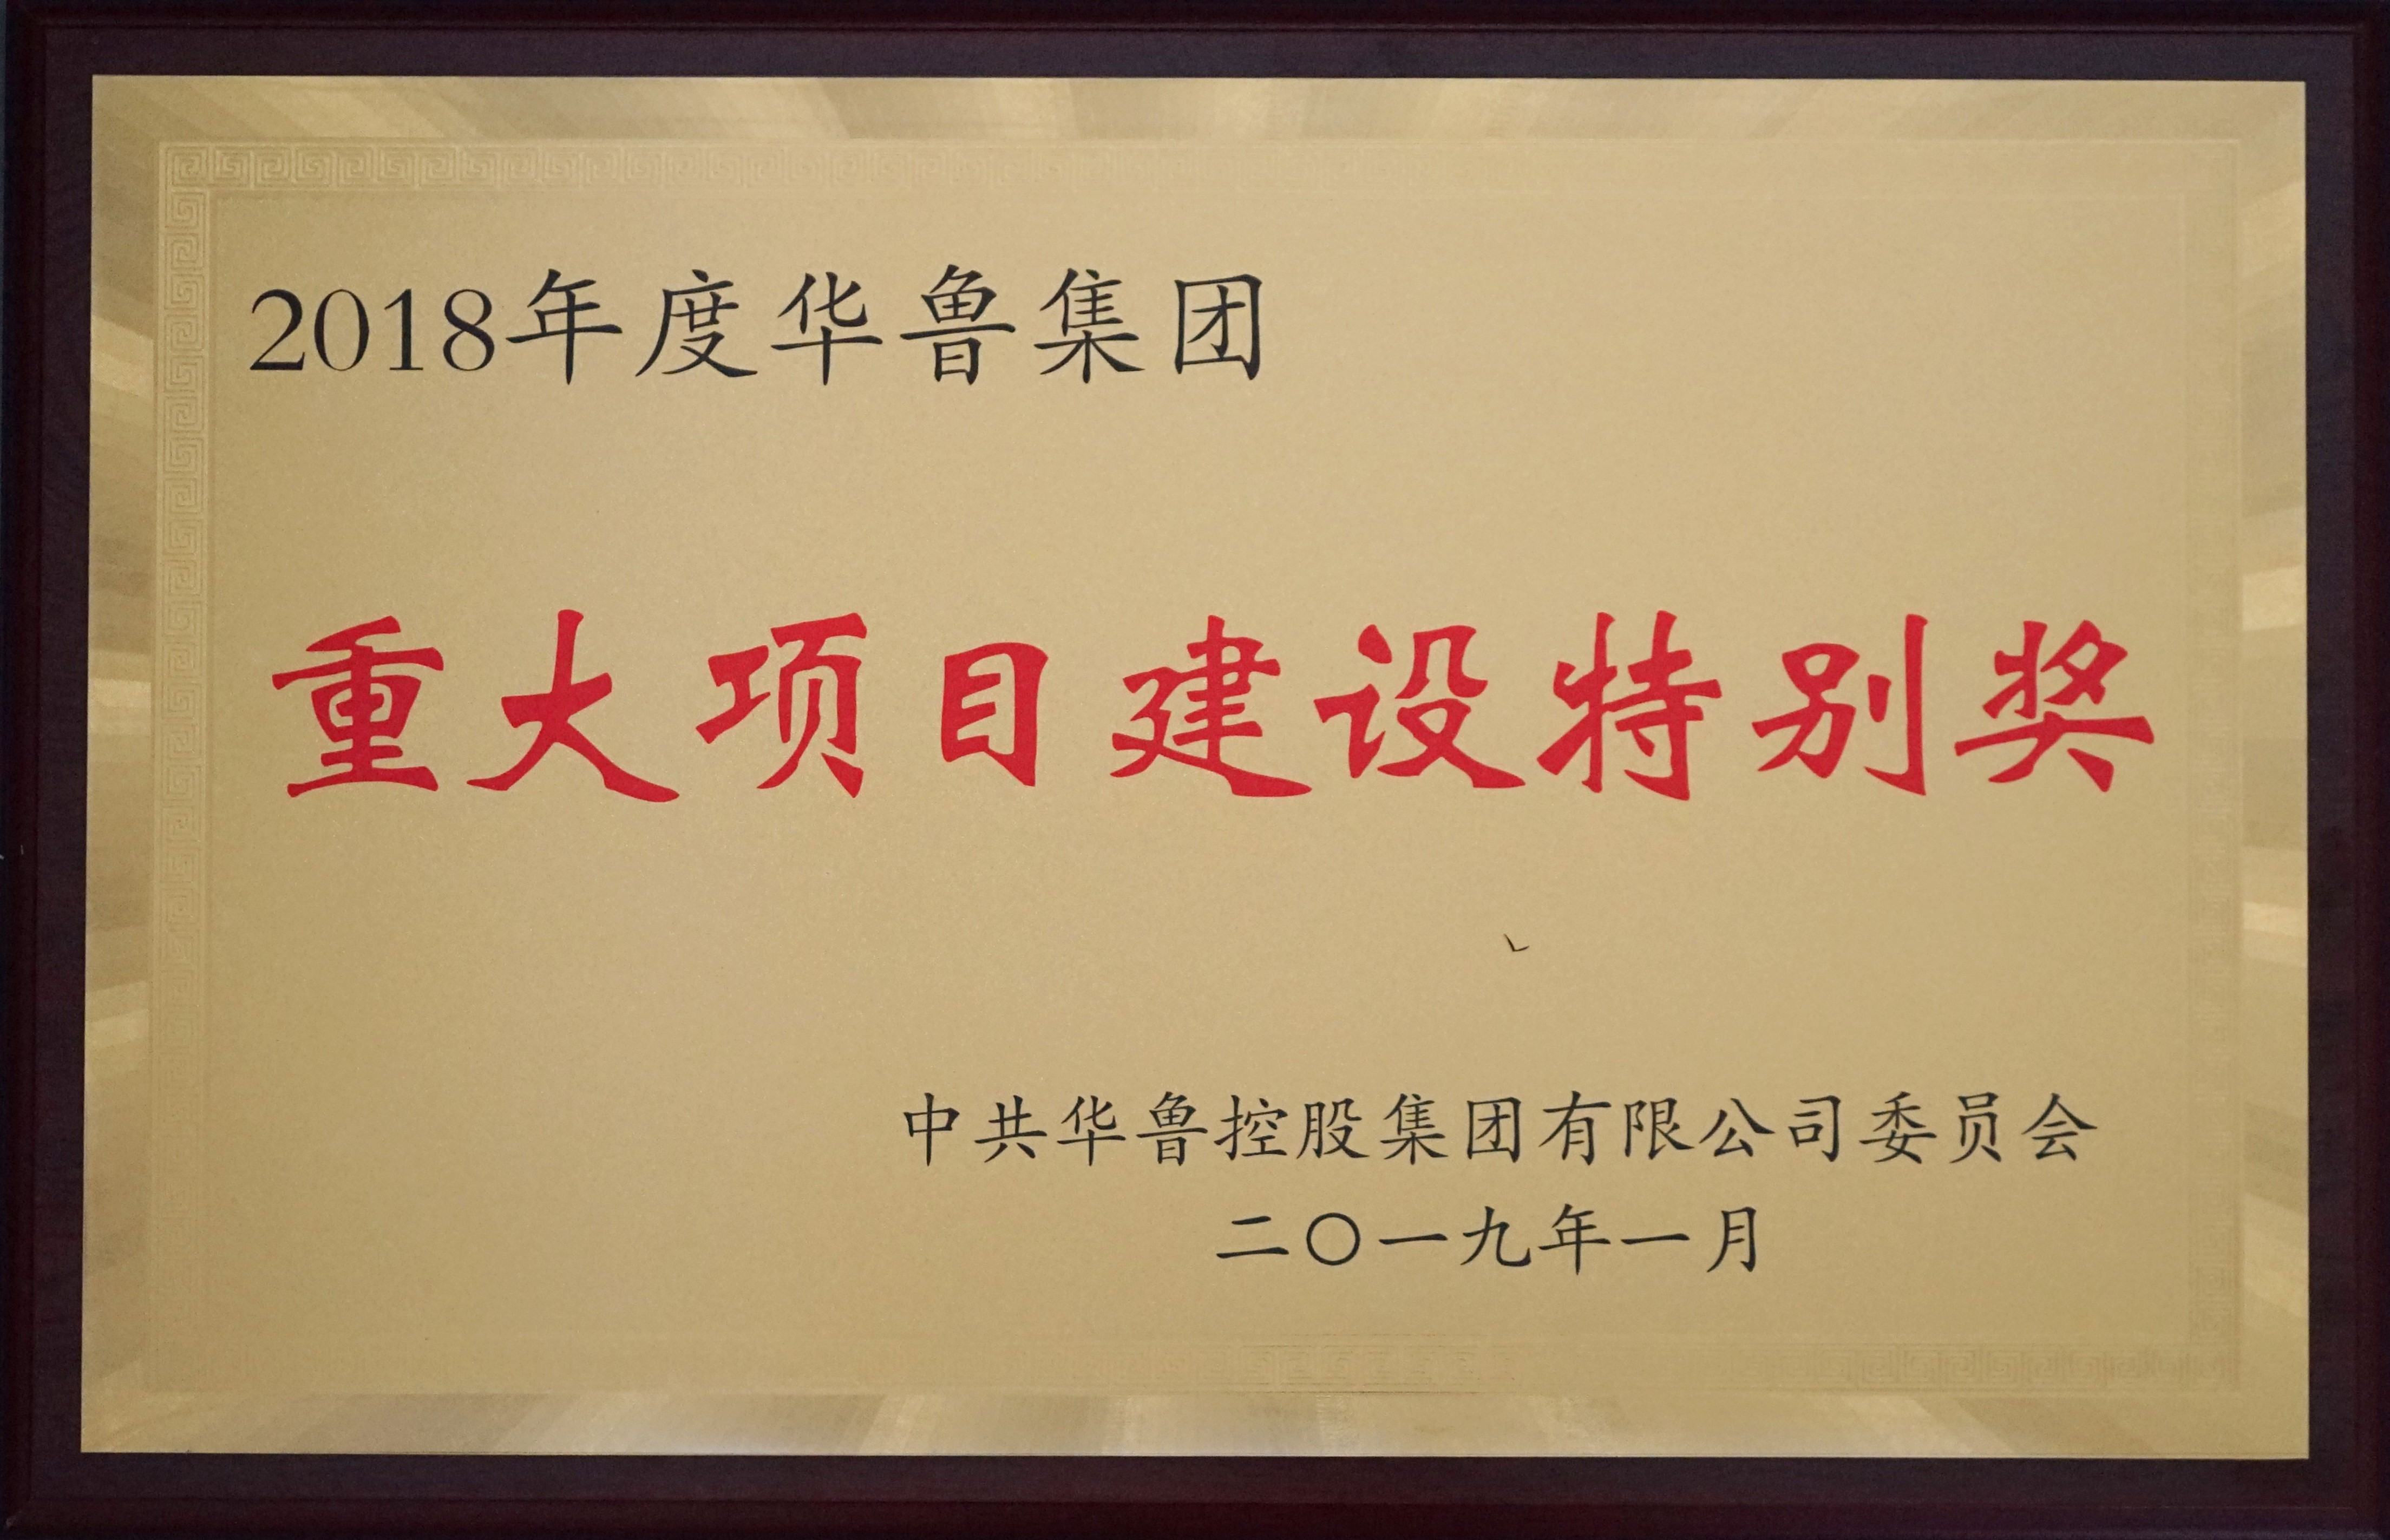 2018年度华鲁集团
重大项目建设特别奖
中共华鲁控股集团有限公司委员会
二〇一九年一月